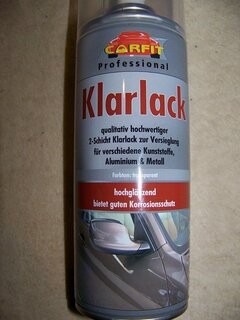 CARFIT
Professional
Klarlack
qualitativ hochwertiger
2-Schicht Klarlack zur Versieglung
für verschiedene Kunststoffe,
Aluminium & Metall
Farbton: transparent
hochglänzend
bietet guten Korrosionsschutz